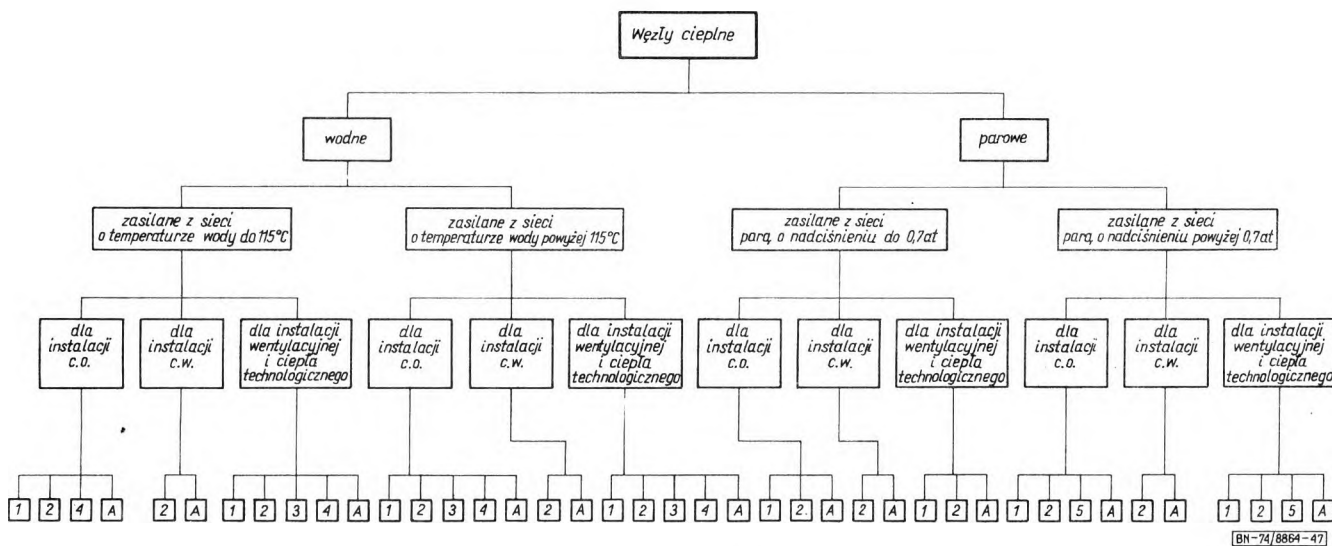 Węzły cieplne
wodne
parowe
zasilane z sieci
o temperaturze wody do 115°C
zasilane z sieci
o temperaturze wody powyżej 115°C
zasilane z sieci
parą o nadciśnieniu do 0,7at
zasilane z sieci
parą o nadciśnieniu powyżej 0,7at
dla
instalacji
c.o.
dla
instalacji
c.w.
dla instalacji
wentylacyjnej
i ciepła
technologicznego
dla
instalacji
c.o.
dla
instalacji
c.w.
dla instalacji
wentylacyjnej
i ciepła
technologicznego
dla
instalacji
c.o.
dla
instalacji
c.w.
dla instalacji
wentylacyjnej
i ciepła
technologicznego
dla
instalacji
c.o.
dla
instalacji
c.w.
dla instalacji
wentylacyjnej
i ciepła
technologicznego
1 2 4 A 2 A 1 2 3 4 A 1 2 3 4 A 2 A 1 2 3 4 A 1 2. A 2 A 1 2 A 1 2 5 A 2 A 1 2 5 A
BN-74/8864-47